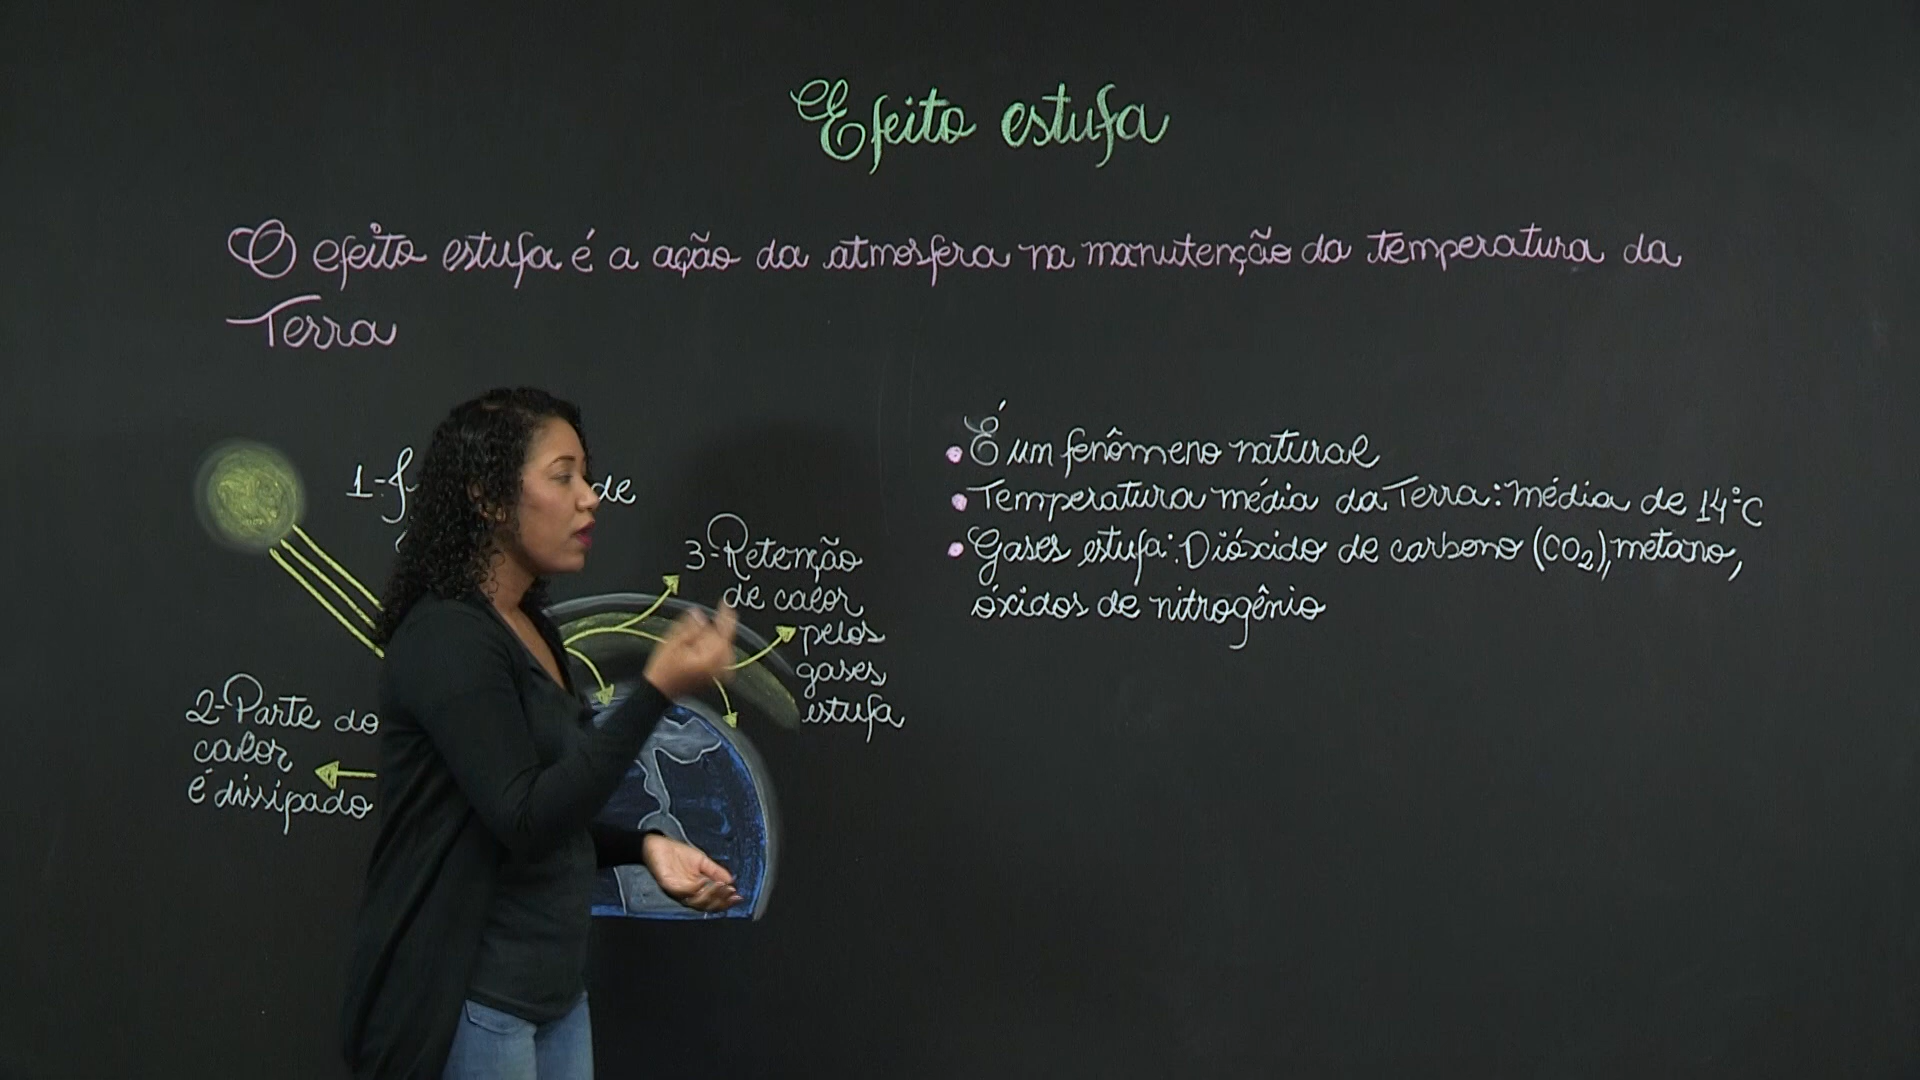 Efeito estufa
O efeito estufa é a ação da atmosfera na manutenção da temperatura da
Terra
1-
de
2-Parte do
calor
é dissipado
3-Retenção
de calor
pelos
gases
estufa
• É um fenômeno natural
• Temperatura média da Terra: média de 14°C
• Gases estufa: Dióxido de carbono (CO₂), metano,
óxidos de nitrogênio